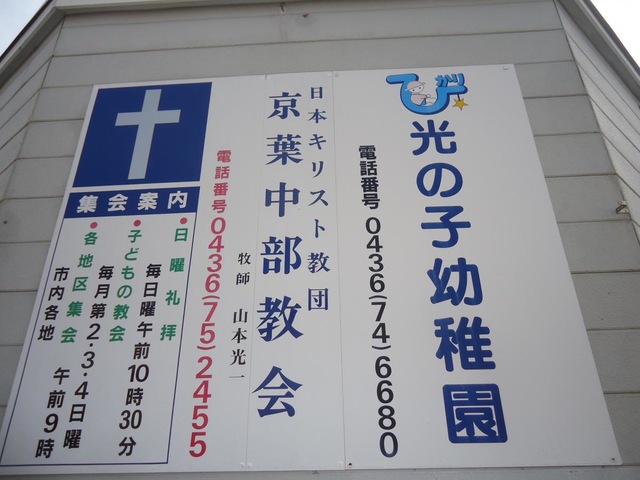 光の子幼稚園
電話番号0436(74)6680
日本キリスト教団
京葉中部教会
牧師 山本光一
電話番号0436(75)2455
集会案内
●日曜礼拝
毎日曜午前10時30分
●子どもの教会
毎月第2・3・4日曜
午前9時
●各地区集会
市内各地